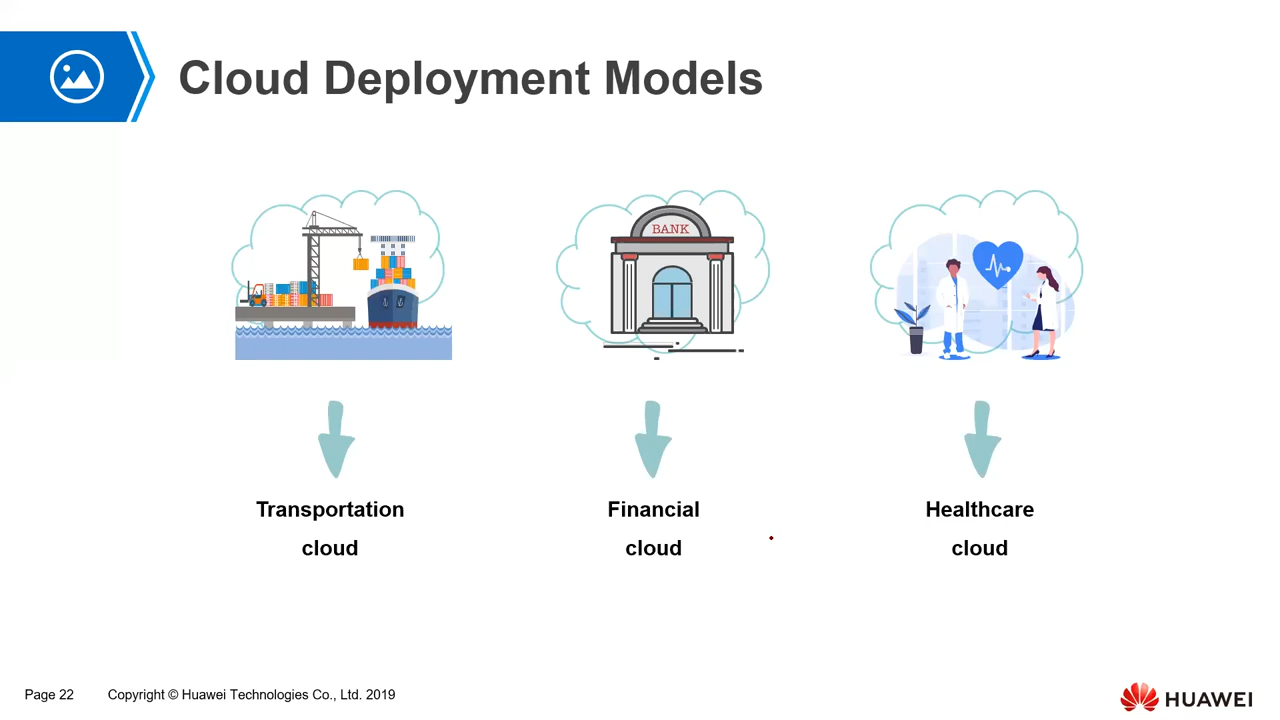 Cloud Deployment Models
BANK
Transportation
cloud
Financial
cloud
Healthcare
cloud
Page 22
Copyright © Huawei Technologies Co., Ltd. 2019
HUAWEI